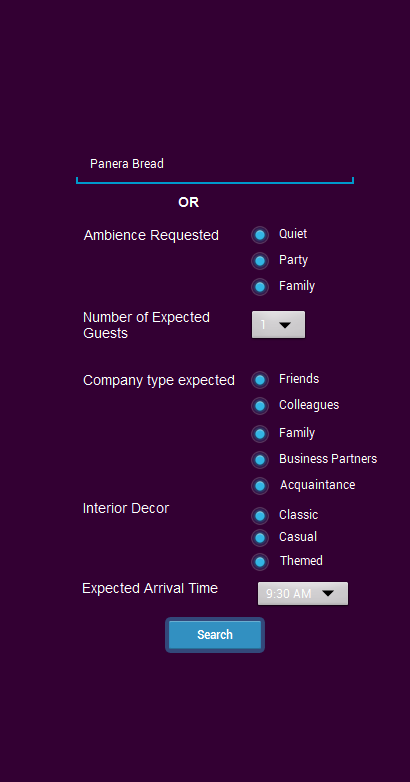 Panera Bread
OR
Ambience Requested
Quiet
Party
Family
Number of Expected
Guests
1
Company type expected
Friends
Colleagues
Family
Business Partners
Acquaintance
Interior Decor
Classic
Casual
Themed
Expected Arrival Time
9:30 AM
Search